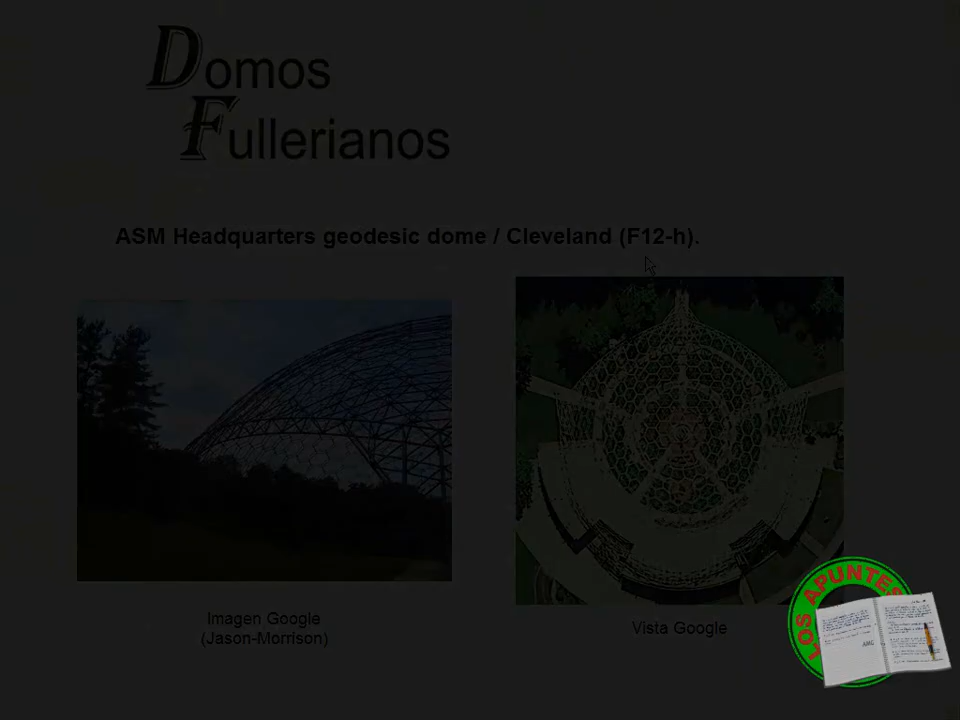 Domos
Fullerianos
ASM Headquarters geodesic dome / Cleveland (F12-h).
Imagen Google
(Jason-Morrison)
Vista Google
LOS APUNTES